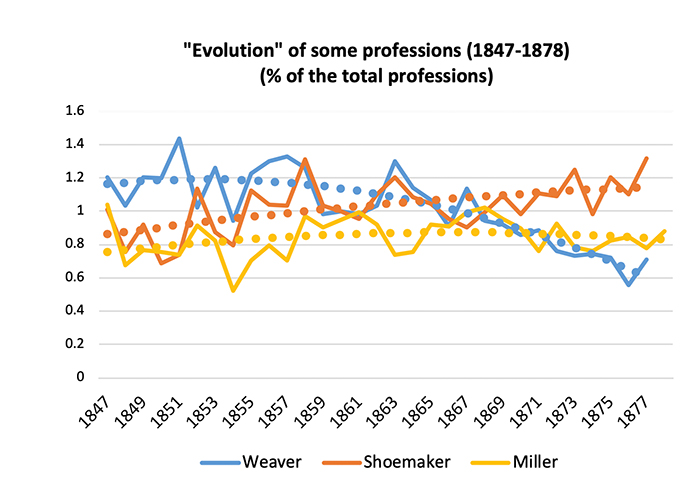 "Evolution" of some professions (1847-1878)
(% of the total professions)
1.6
1.4
1.2
1
0.8
0.6
0.4
0.2
0
1847 1849 1851 1853 1855 1857 1859 1861 1863 1865 1867 1869 1871 1873 1875 1877
Weaver Shoemaker Miller